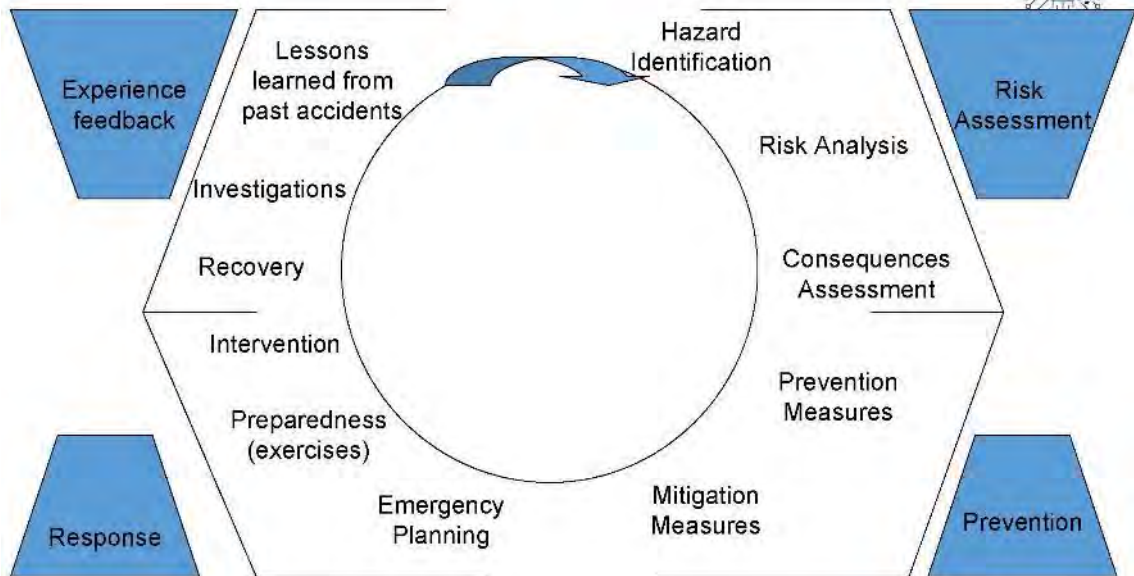 Experience
feedback
Lessons
learned from
past accidents
Investigations
Recovery
Hazard
Identification
Risk Analysis
Consequences
Assessment
Risk
Assessment
Intervention
Preparedness
(exercises)
Emergency
Planning
Response
Prevention
Measures
Mitigation
Measures
Prevention